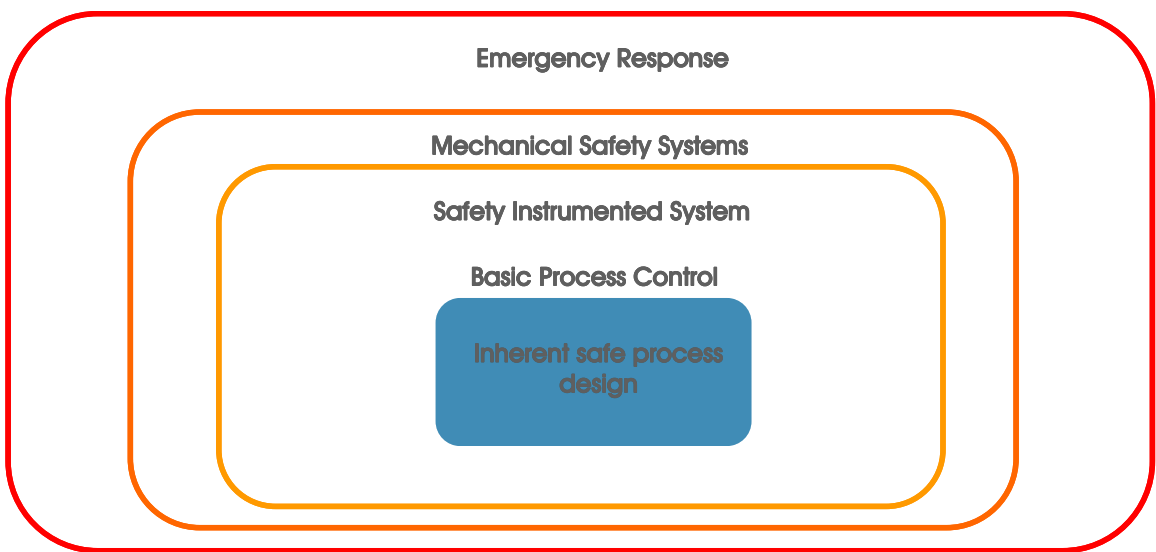 Emergency Response
Mechanical Safety Systems
Safety Instrumented System
Basic Process Control
Inherent safe process
design